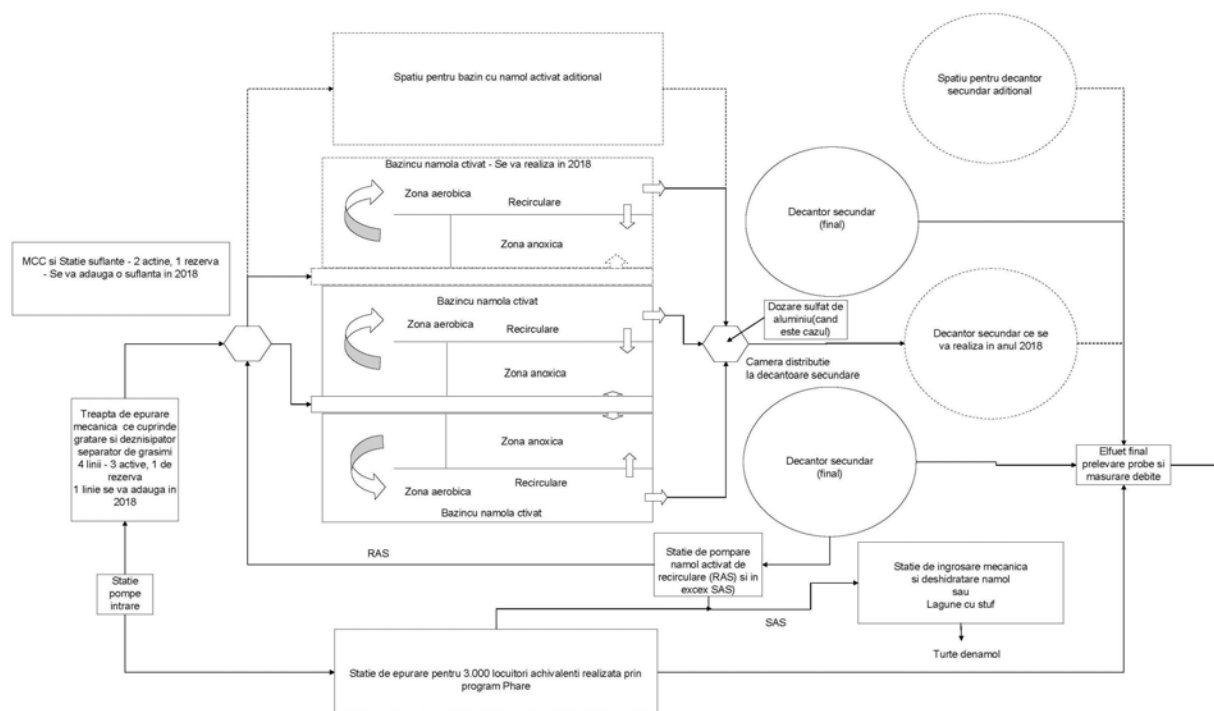 Spatiu pentru bazin cu namol activat aditional
Spatiu pentru decantor
secundar aditional
Bazincu namola ctivat - Se va realiza in 2018
Zona aerobica
Recirculare
Zona anoxica
Decantor secundar
(final)
MCC si Statie suflante - 2 actine, 1 rezerva
- Se va adauga o suflanta in 2018
Bazincu namola ctivat
Zona aerobica
Recirculare
Zona anoxica
Dozare sulfat de
aluminiu(cand
este cazul)
Camera distributie
la decantoare secundare
Decantor secundar ce se
va realiza in anul 2018
Treapta de epurare
mecanica ce cuprinde
gratare si deznisipator
separator de grasimi
4 linii - 3 active, 1 de
rezerva
1 linie se va adauga in
2018
Zona anoxica
Recirculare
Zona aerobica
Bazincu namola ctivat
Decantor secundar
(final)
Elfuet final
prelevare probe si
masurare debite
RAS
Statie de pompare
namol activat de
recirculare (RAS) si in
excex SAS)
Statie de ingrosare mecanica
si deshidratare namol
sau
Lagune cu stuf
Statie
pompe
intrare
SAS
Turte denamol
Statie de epurare pentru 3.000 locuitori achivalenti realizata prin
program Phare